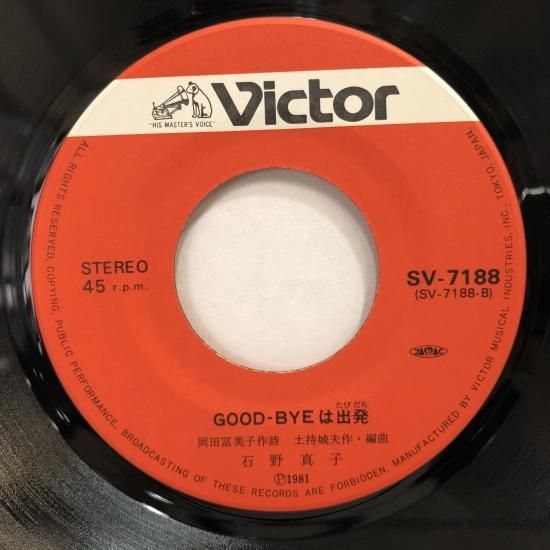 Victor
"HIS MASTER'S VOICE"
ALL RIGHTS RESERVED, COPYING, PUBLIC PERFORMANCE, BROADCASTING OF THESE RECORDS ARE FORBIDDEN.
MANUFACTURED BY VICTOR MUSICAL INDUSTRIES, INC., TOKYO, JAPAN.
STEREO
45 r.p.m.
SV-7188
(SV-7188-B)
JASRAC
たびだち
GOOD-BYEは出発
岡田冨美子作詩 土持城夫作・編曲
石野真子
Ⓟ1981